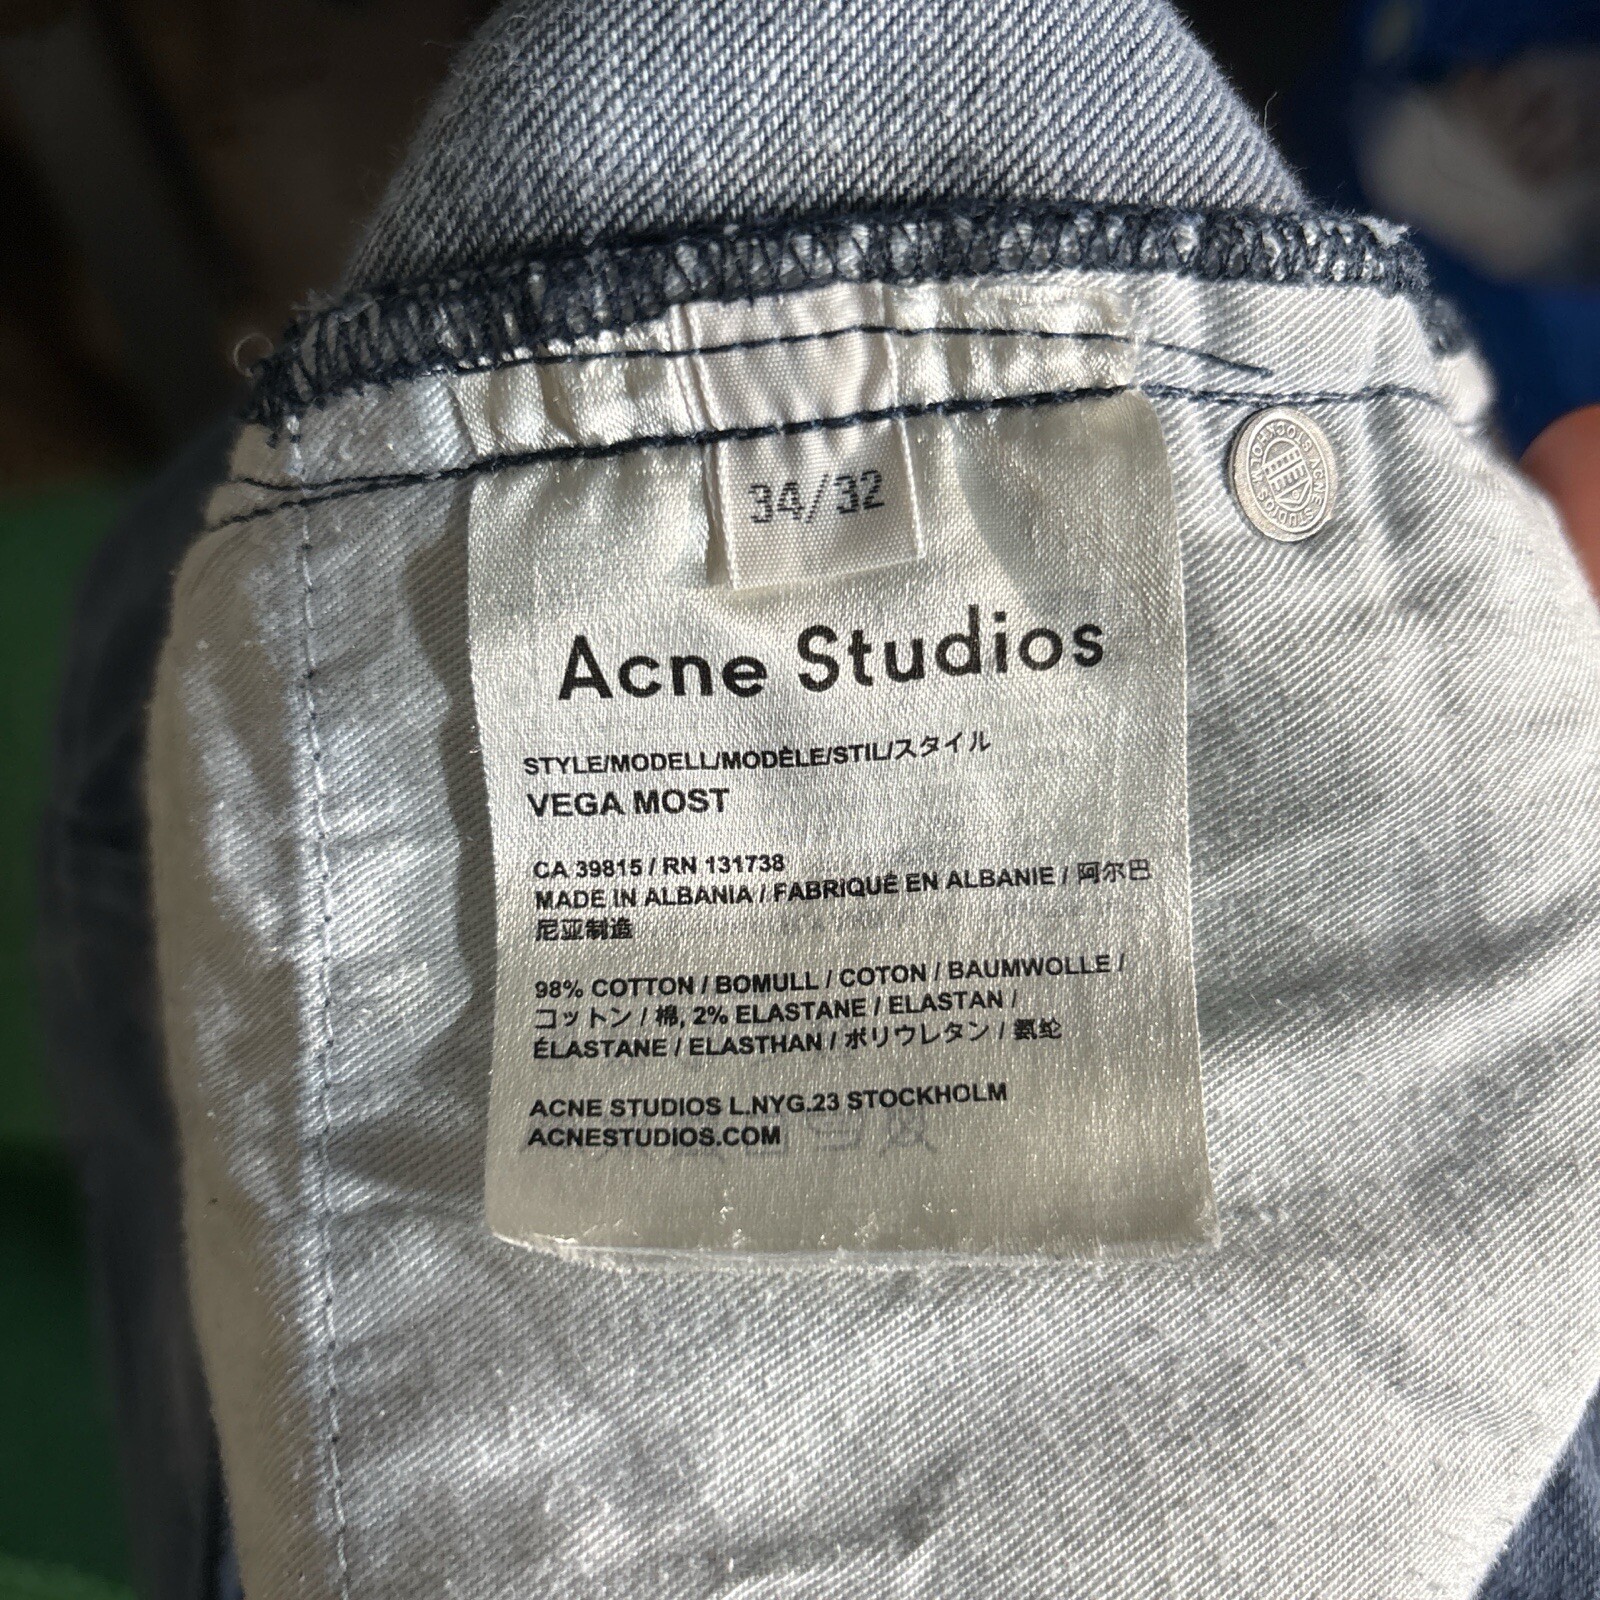 34/32
Acne Studios
STYLE/MODELL/MODÈLE/STIL/スタイル
VEGA MOST
CA 39815 / RN 131738
MADE IN ALBANIA / FABRIQUÉ EN ALBANIE / 阿尔巴
尼亚制造
98% COTTON / BOMULL / COTON / BAUMWOLLE /
コットン / 棉, 2% ELASTANE / ELASTAN /
ÉLASTANE / ELASTHAN / ポリウレタン / 氨纶
ACNE STUDIOS L.NYG.23 STOCKHOLM
ACNESTUDIOS.COM
ACNE STUDIOS